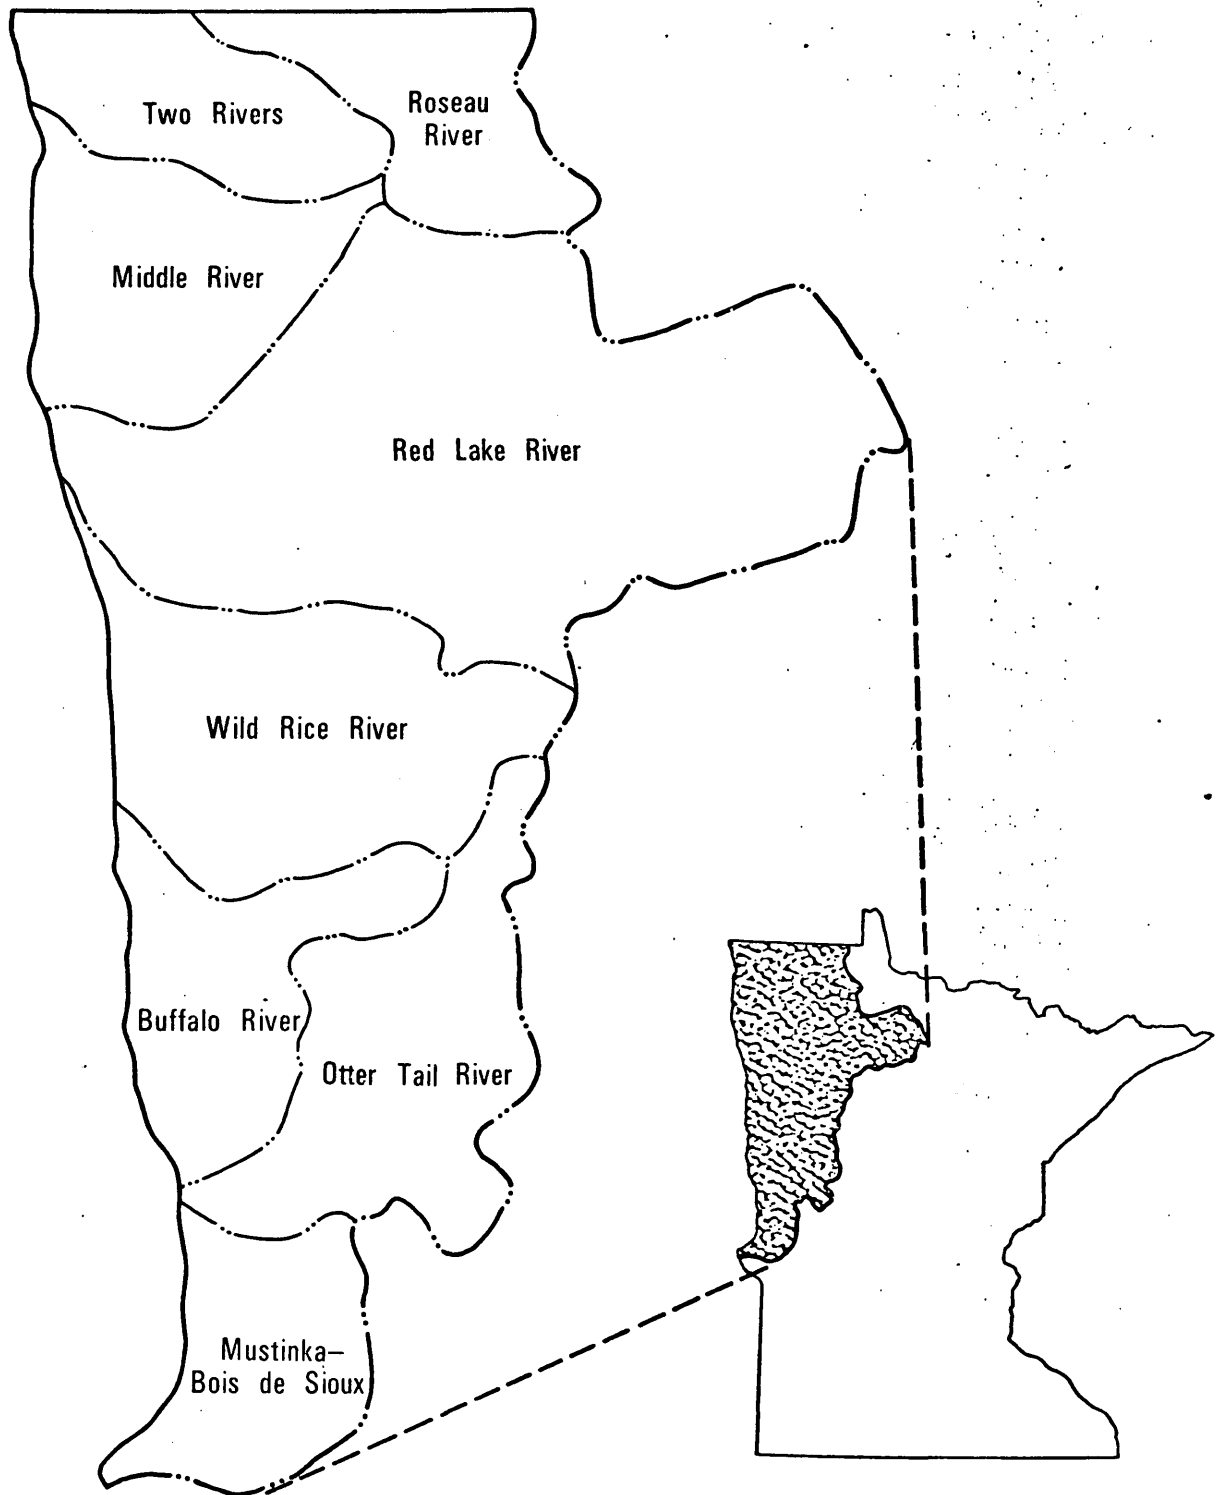 Two Rivers
Roseau
River
Middle River
Red Lake River
Wild Rice River
Buffalo River
Otter Tail River
Mustinka—
Bois de Sioux